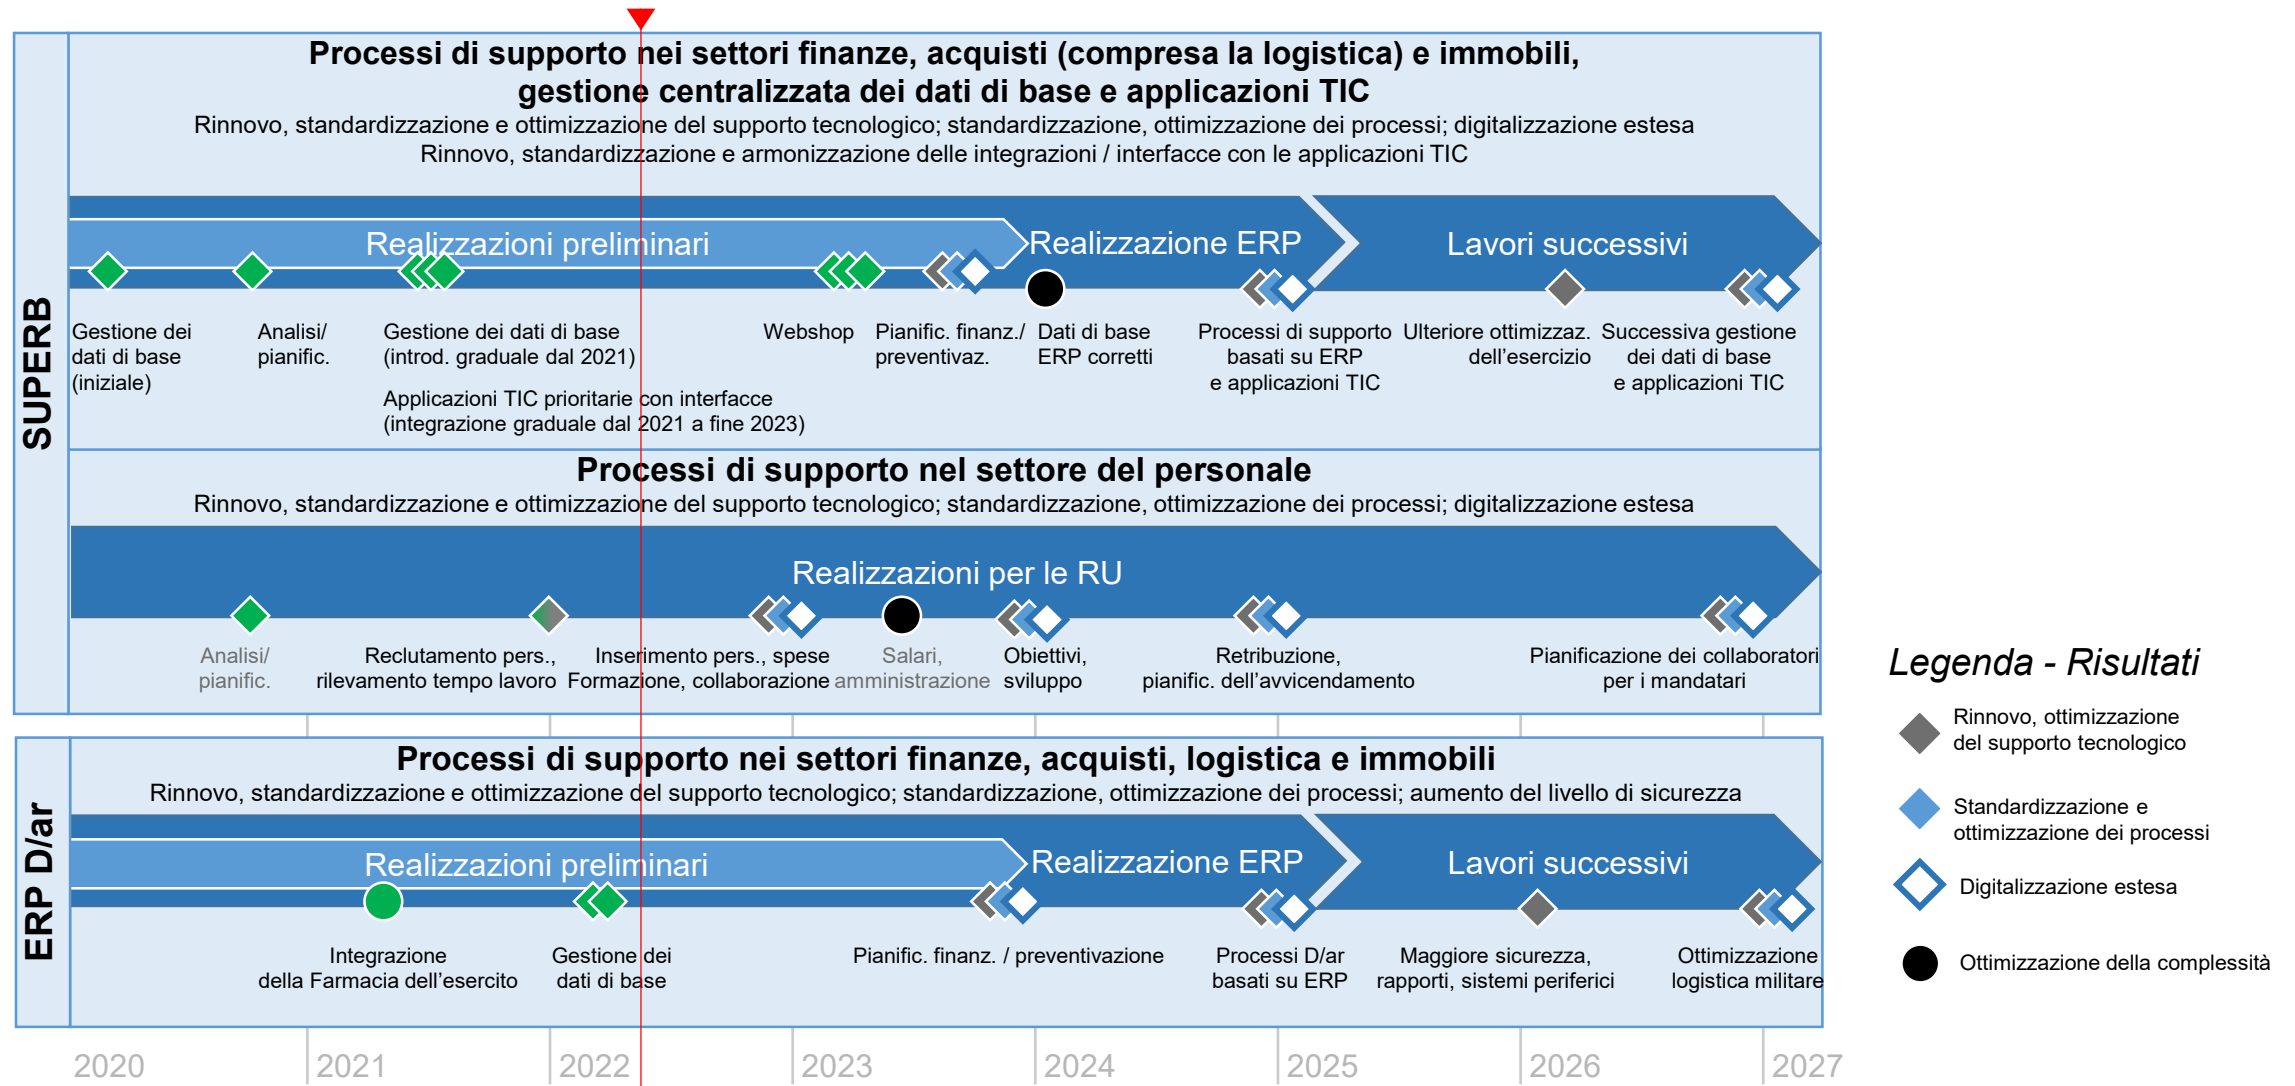 Processi di supporto nei settori finanze, acquisti (compresa la logistica) e immobili,
gestione centralizzata dei dati di base e applicazioni TIC
Rinnovo, standardizzazione e ottimizzazione del supporto tecnologico; standardizzazione, ottimizzazione dei processi; digitalizzazione estesa
Rinnovo, standardizzazione e armonizzazione delle integrazioni / interfacce con le applicazioni TIC
SUPERB
Realizzazioni preliminari
Realizzazione ERP
Lavori successivi
Gestione dei
dati di base
(iniziale)
Analisi/
pianific.
Gestione dei dati di base
(introd. graduale dal 2021)
Applicazioni TIC prioritarie con interfacce
(integrazione graduale dal 2021 a fine 2023)
Webshop
Pianific. finanz./
preventivaz.
Dati di base
ERP corretti
Processi di supporto
basati su ERP
e applicazioni TIC
Ulteriore ottimizzaz.
dell'esercizio
Successiva gestione
dei dati di base
e applicazioni TIC
Processi di supporto nel settore del personale
Rinnovo, standardizzazione e ottimizzazione del supporto tecnologico; standardizzazione, ottimizzazione dei processi; digitalizzazione estesa
Realizzazioni per le RU
Analisi/
pianific.
Reclutamento pers.,
rilevamento tempo lavoro
Inserimento pers., spese
Formazione, collaborazione
Salari,
amministrazione
Obiettivi,
sviluppo
Retribuzione,
pianific. dell'avvicendamento
Pianificazione dei collaboratori
per i mandatari
ERP D/ar
Processi di supporto nei settori finanze, acquisti, logistica e immobili
Rinnovo, standardizzazione e ottimizzazione del supporto tecnologico; standardizzazione, ottimizzazione dei processi; aumento del livello di sicurezza
Realizzazioni preliminari
Realizzazione ERP
Lavori successivi
Integrazione
della Farmacia dell'esercito
Gestione dei
dati di base
Pianific. finanz. / preventivazione
Processi D/ar
basati su ERP
Maggiore sicurezza,
rapporti, sistemi periferici
Ottimizzazione
logistica militare
2020
2021
2022
2023
2024
2025
2026
2027
Legenda - Risultati
Rinnovo, ottimizzazione
del supporto tecnologico
Standardizzazione e
ottimizzazione dei processi
Digitalizzazione estesa
Ottimizzazione della complessità